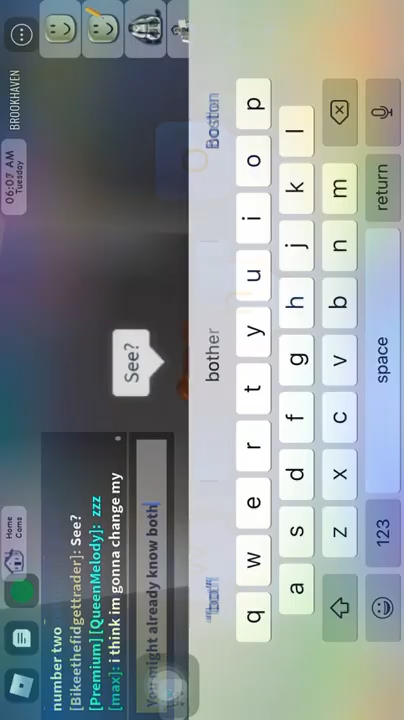 BROOKHAVEN
06:07 AM
Tuesday
Home
Cams
See?
number two
[Bikeethefidgettrader]: See?
[Premium] [QueenMelody]: zzz
[max]: i think im gonna change my
You might already know both
bother
Boston
q w e r t y u i o p
a s d f g h j k l
z x c v b n m
123
space
return